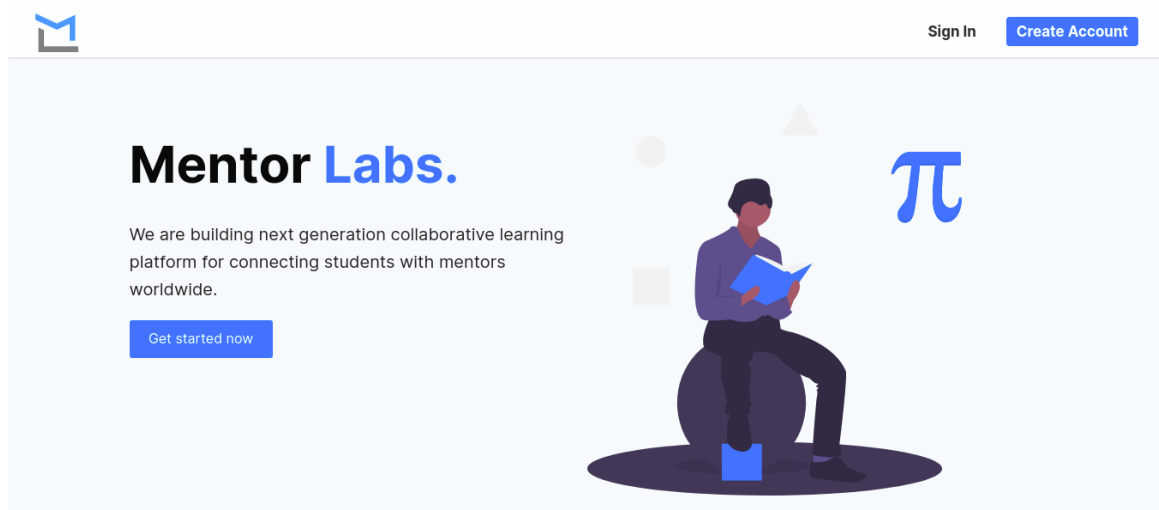 Sign In
Create Account
Mentor Labs.
We are building next generation collaborative learning
platform for connecting students with mentors
worldwide.
Get started now
π